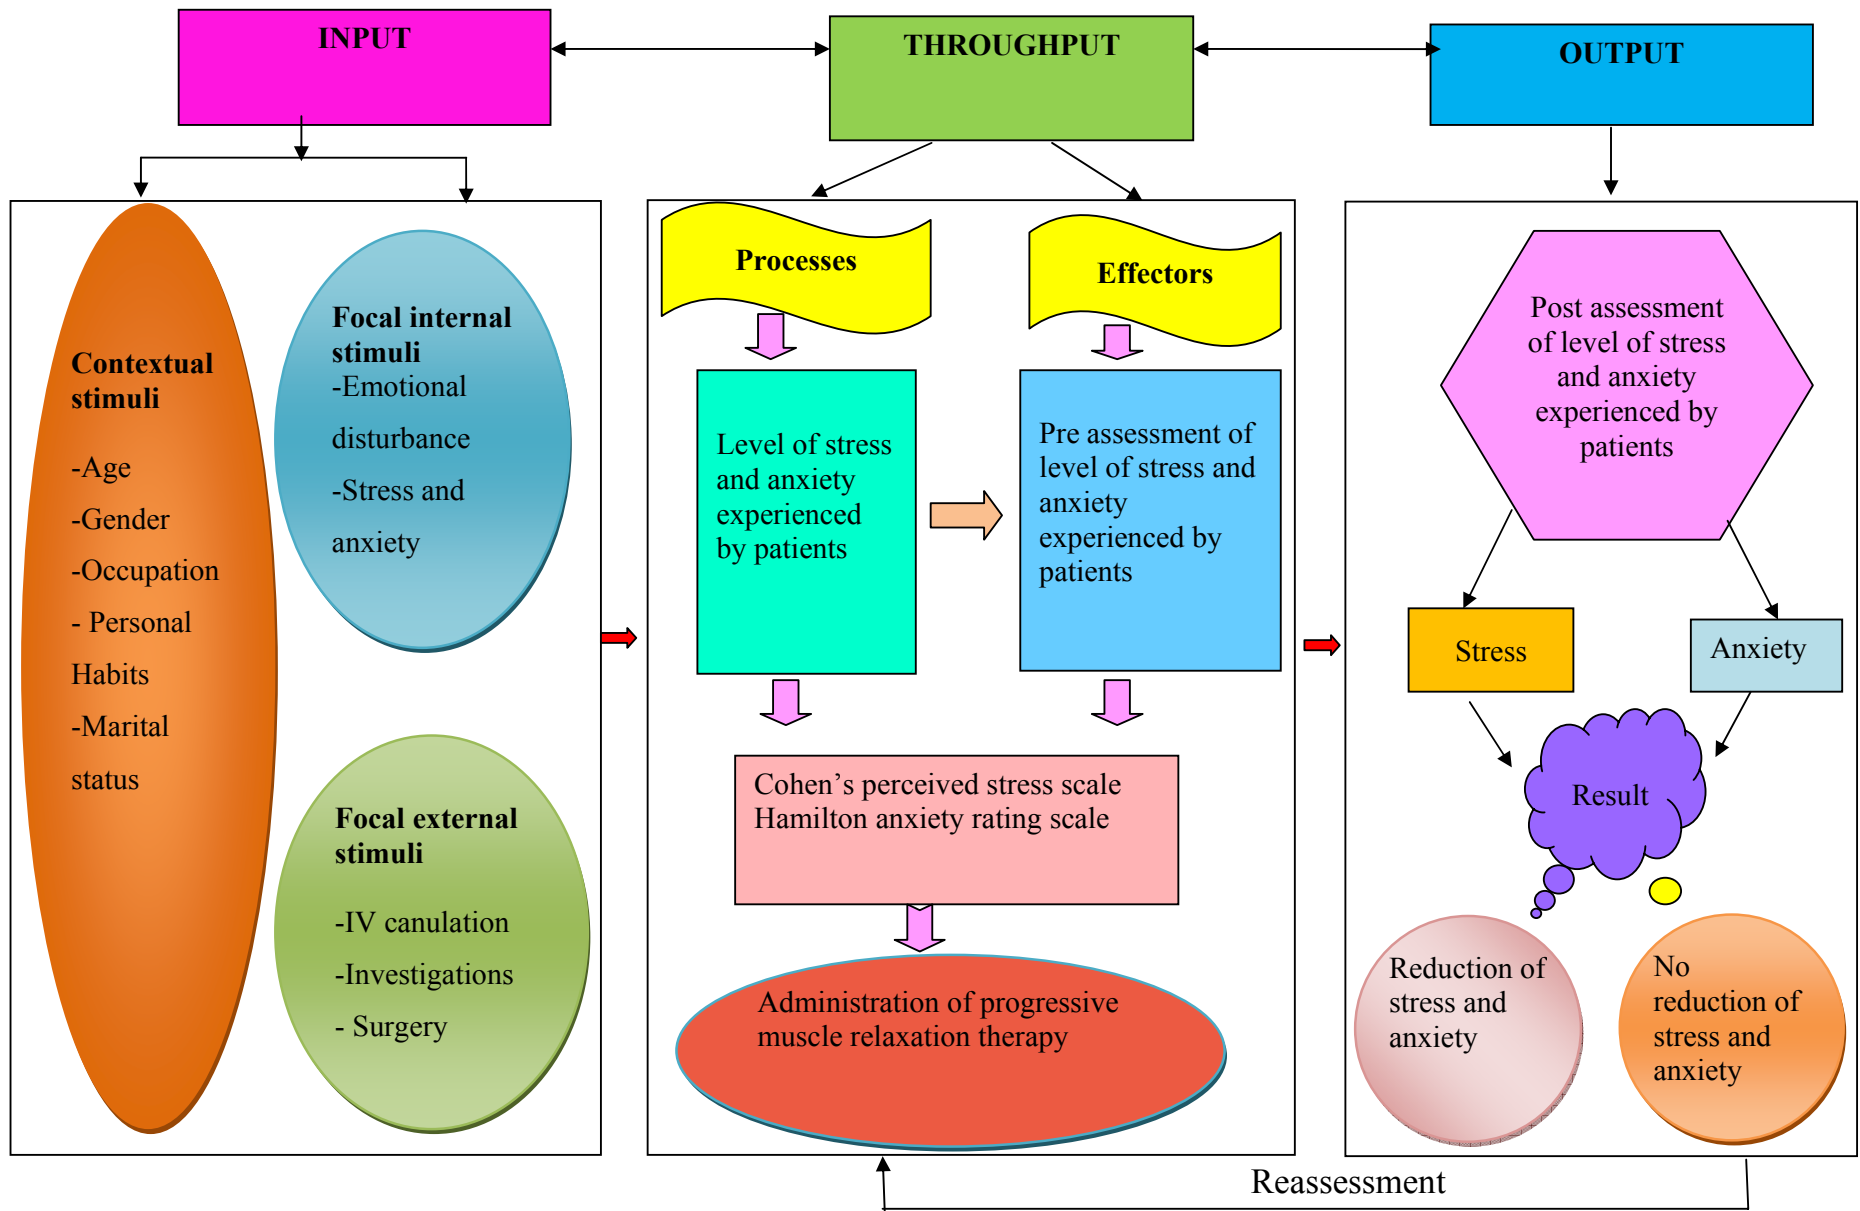 INPUT
THROUGHPUT
OUTPUT
Contextual
stimuli
-Age
-Gender
-Occupation
- Personal
Habits
-Marital
status
Focal internal
stimuli
-Emotional
disturbance
-Stress and
anxiety
Focal external
stimuli
-IV canulation
-Investigations
- Surgery
Processes
Effectors
Level of stress
and anxiety
experienced
by patients
Pre assessment of
level of stress and
anxiety
experienced by
patients
Cohen’s perceived stress scale
Hamilton anxiety rating scale
Administration of progressive
muscle relaxation therapy
Post assessment
of level of stress
and anxiety
experienced by
patients
Stress
Anxiety
Result
Reduction of
stress and
anxiety
No
reduction of
stress and
anxiety
Reassessment